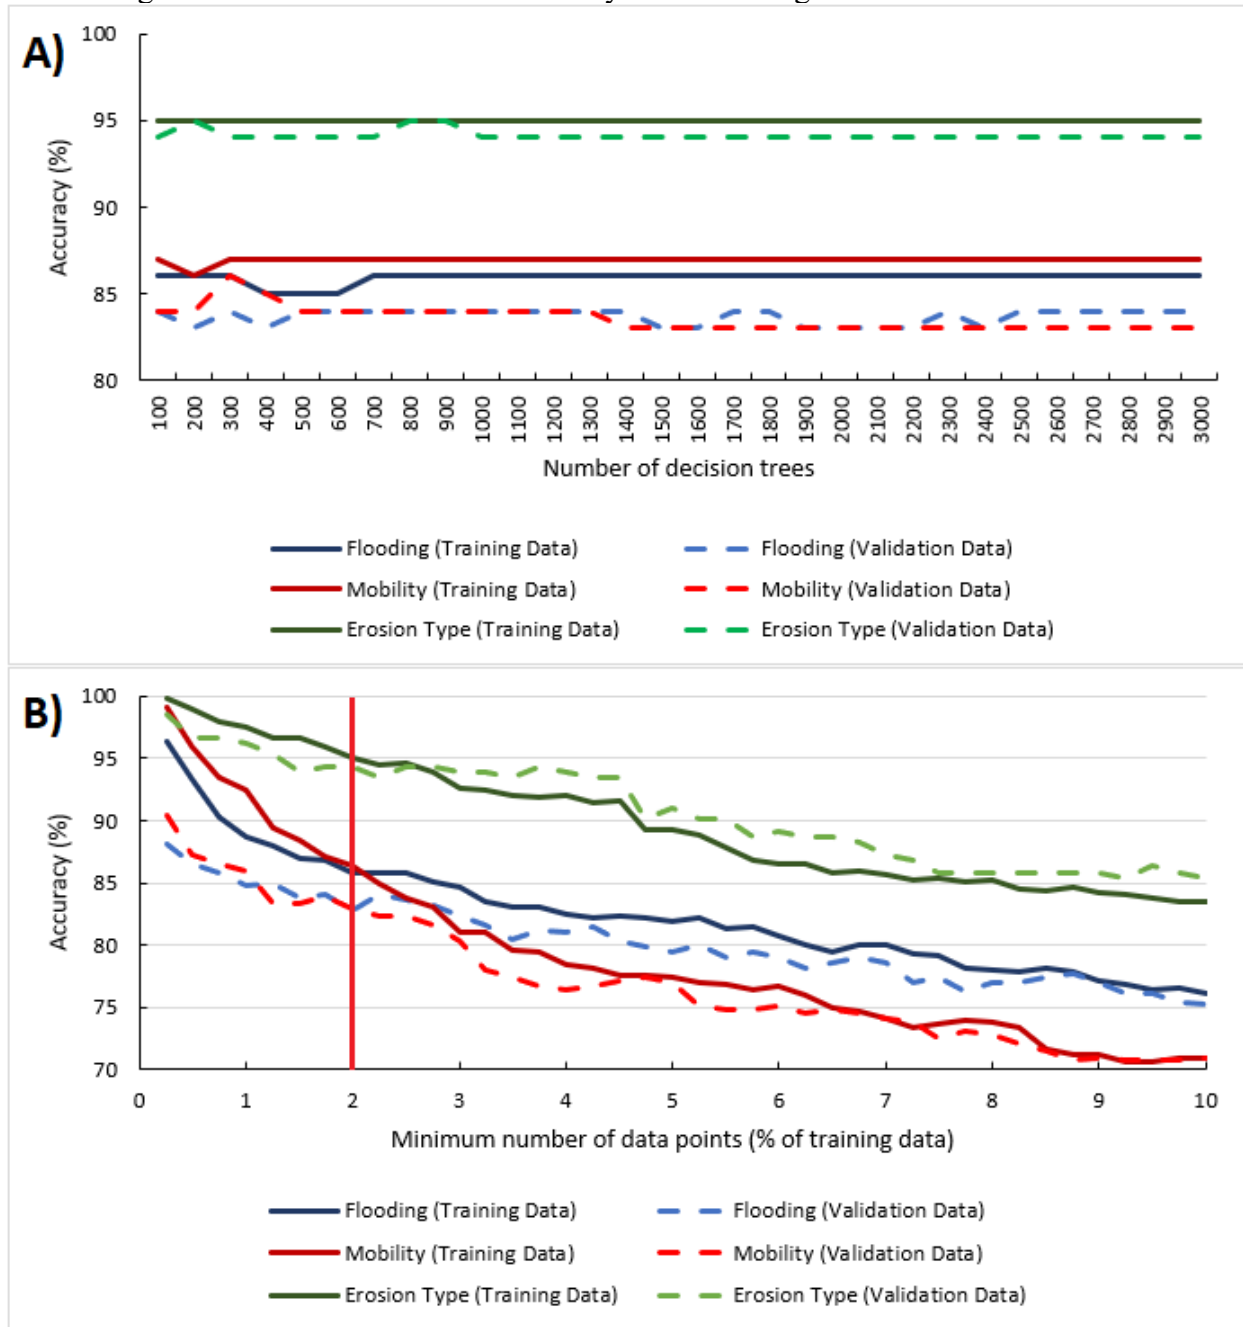 A)
100
95
90
85
80
Accuracy (%)
100 200 300 400 500 600 700 800 900 1000 1100 1200 1300 1400 1500 1600 1700 1800 1900 2000 2100 2200 2300 2400 2500 2600 2700 2800 2900 3000
Number of decision trees
Flooding (Training Data) Flooding (Validation Data)
Mobility (Training Data) Mobility (Validation Data)
Erosion Type (Training Data) Erosion Type (Validation Data)
B)
100
95
90
85
80
75
70
Accuracy (%)
0 1 2 3 4 5 6 7 8 9 10
Minimum number of data points (% of training data)
Flooding (Training Data) Flooding (Validation Data)
Mobility (Training Data) Mobility (Validation Data)
Erosion Type (Training Data) Erosion Type (Validation Data)